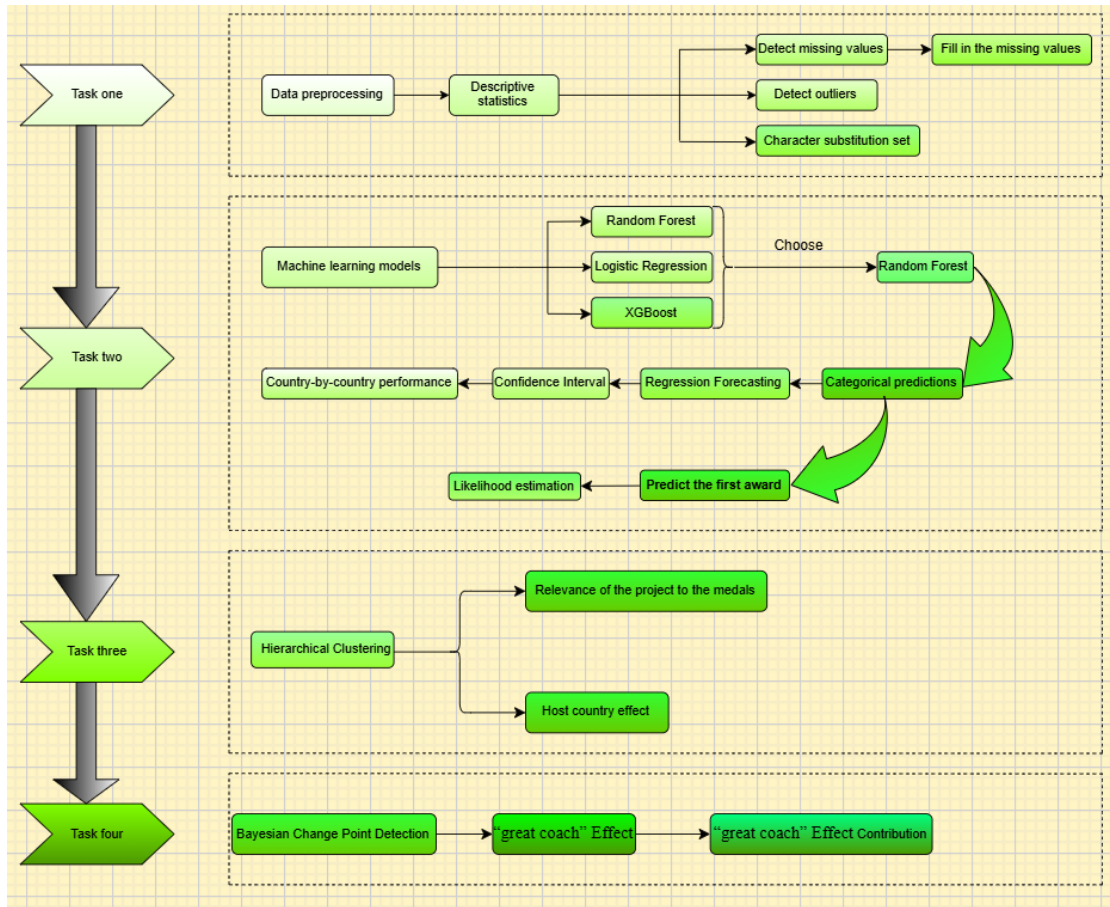 Task one
Data preprocessing
Descriptive
statistics
Detect missing values
Fill in the missing values
Detect outliers
Character substitution set
Task two
Machine learning models
Random Forest
Logistic Regression
XGBoost
Choose
Random Forest
Country-by-country performance
Confidence Interval
Regression Forecasting
Categorical predictions
Likelihood estimation
Predict the first award
Task three
Hierarchical Clustering
Relevance of the project to the medals
Host country effect
Task four
Bayesian Change Point Detection
“great coach” Effect
“great coach” Effect Contribution